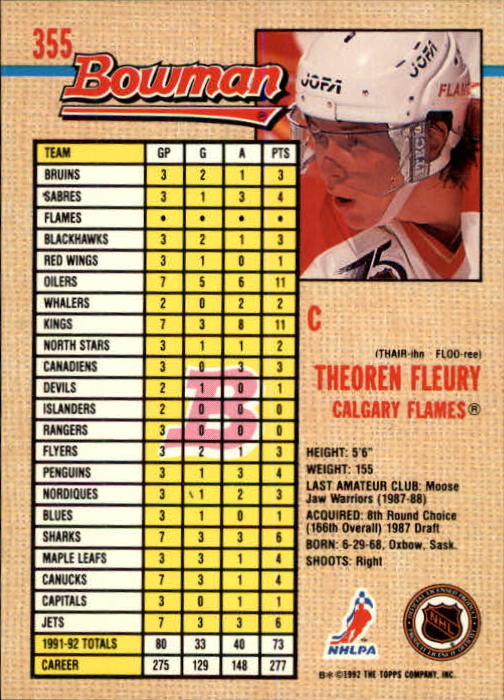 355
Bowman
JOFA JOFA
FLAM
ITECH
75
TEAM GP G A PTS
BRUINS 3 2 1 3
SABRES 3 1 3 4
FLAMES • • • •
BLACKHAWKS 3 2 1 3
RED WINGS 3 1 0 1
OILERS 7 5 6 11
WHALERS 2 0 2 2
KINGS 7 3 8 11
NORTH STARS 3 1 1 2
CANADIENS 3 0 3 3
DEVILS 2 1 0 1
ISLANDERS 2 0 0 0
RANGERS 3 0 0 0
FLYERS 3 2 1 3
PENGUINS 3 1 3 4
NORDIQUES 3 1 2 3
BLUES 3 1 0 1
SHARKS 7 3 3 6
MAPLE LEAFS 3 3 1 4
CANUCKS 7 3 1 4
CAPITALS 3 0 1 1
JETS 7 3 3 6
1991-92 TOTALS 80 33 40 73
CAREER 275 129 148 277
B
C
(THAIR-ihn FLOO-ree)
THEOREN FLEURY
CALGARY FLAMES®
HEIGHT: 5'6"
WEIGHT: 155
LAST AMATEUR CLUB: Moose
Jaw Warriors (1987-88)
ACQUIRED: 8th Round Choice
(166th Overall) 1987 Draft
BORN: 6-29-68, Oxbow, Sask.
SHOOTS: Right
NHLPA
NHL
OFFICIAL LICENSED PRODUCT
B* ©1992 THE TOPPS COMPANY, INC.